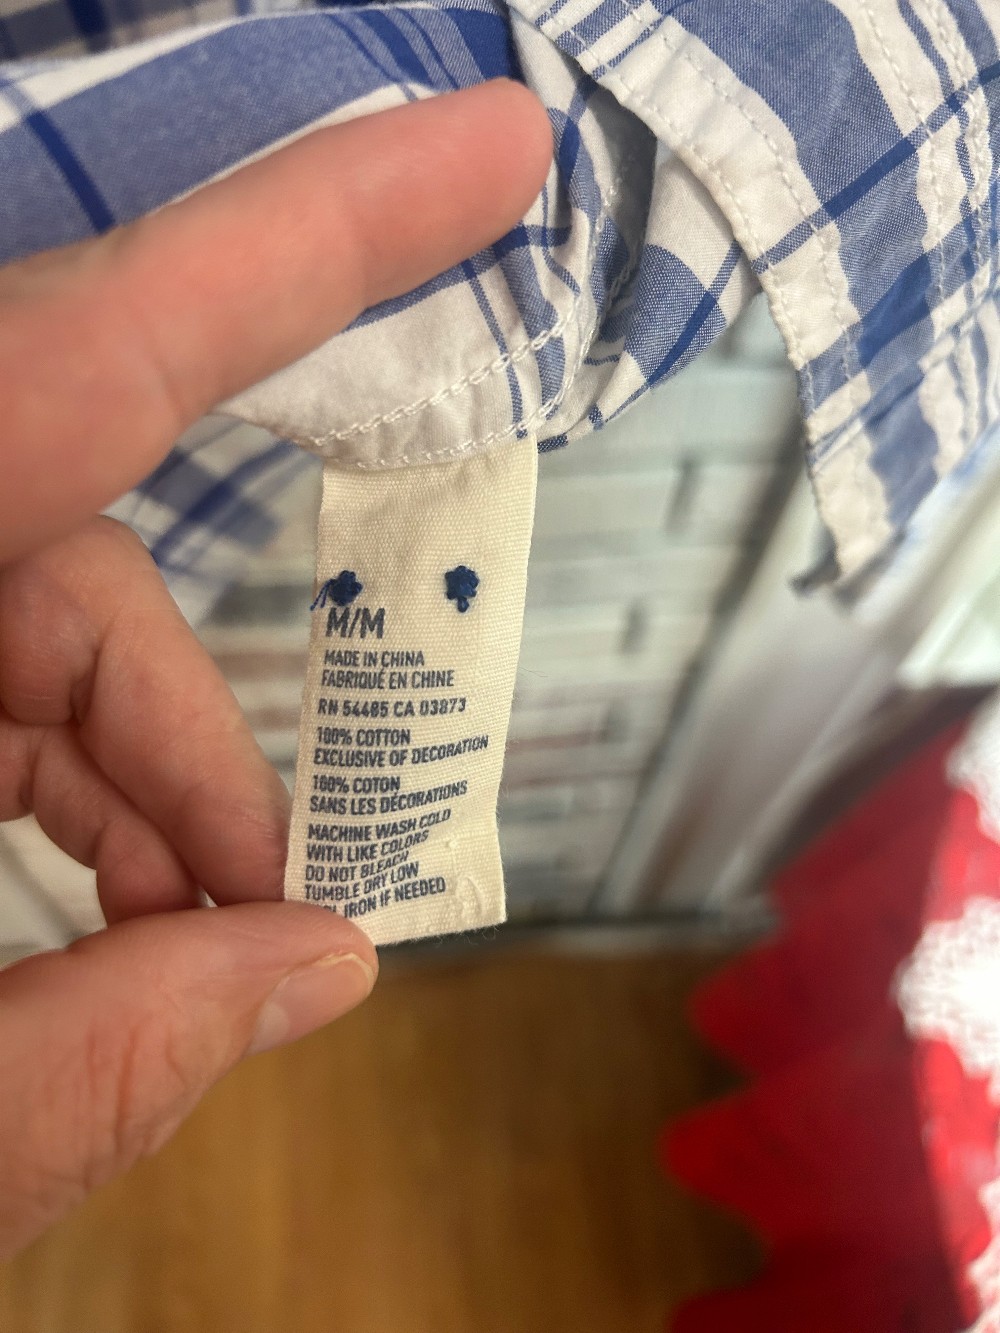 M/M
MADE IN CHINA
FABRIQUÉ EN CHINE
RN 54485 CA 03873
100% COTTON
EXCLUSIVE OF DECORATION
100% COTON
SANS LES DÉCORATIONS
MACHINE WASH COLD
WITH LIKE COLORS
DO NOT BLEACH
TUMBLE DRY LOW
IRON IF NEEDED